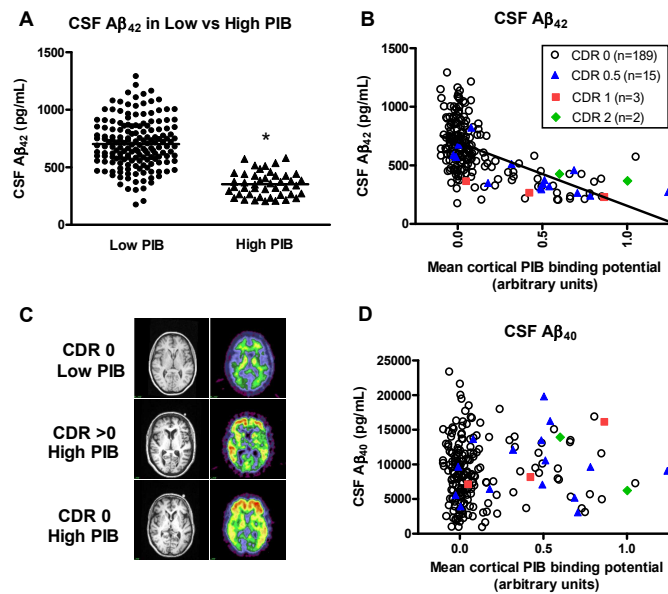 A
CSF Aβ42 in Low vs High PIB
CSF Aβ42 (pg/mL)
1500
1000
500
0
*
Low PIB
High PIB
B
CSF Aβ42
CSF Aβ42 (pg/mL)
1500
1000
750
500
250
0
CDR 0 (n=189)
CDR 0.5 (n=15)
CDR 1 (n=3)
CDR 2 (n=2)
0.0
0.5
1.0
Mean cortical PIB binding potential
(arbitrary units)
C
CDR 0
Low PIB
CDR >0
High PIB
CDR 0
High PIB
D
CSF Aβ40
CSF Aβ40 (pg/mL)
25000
20000
15000
10000
5000
0
0.0
0.5
1.0
Mean cortical PIB binding potential
(arbitrary units)